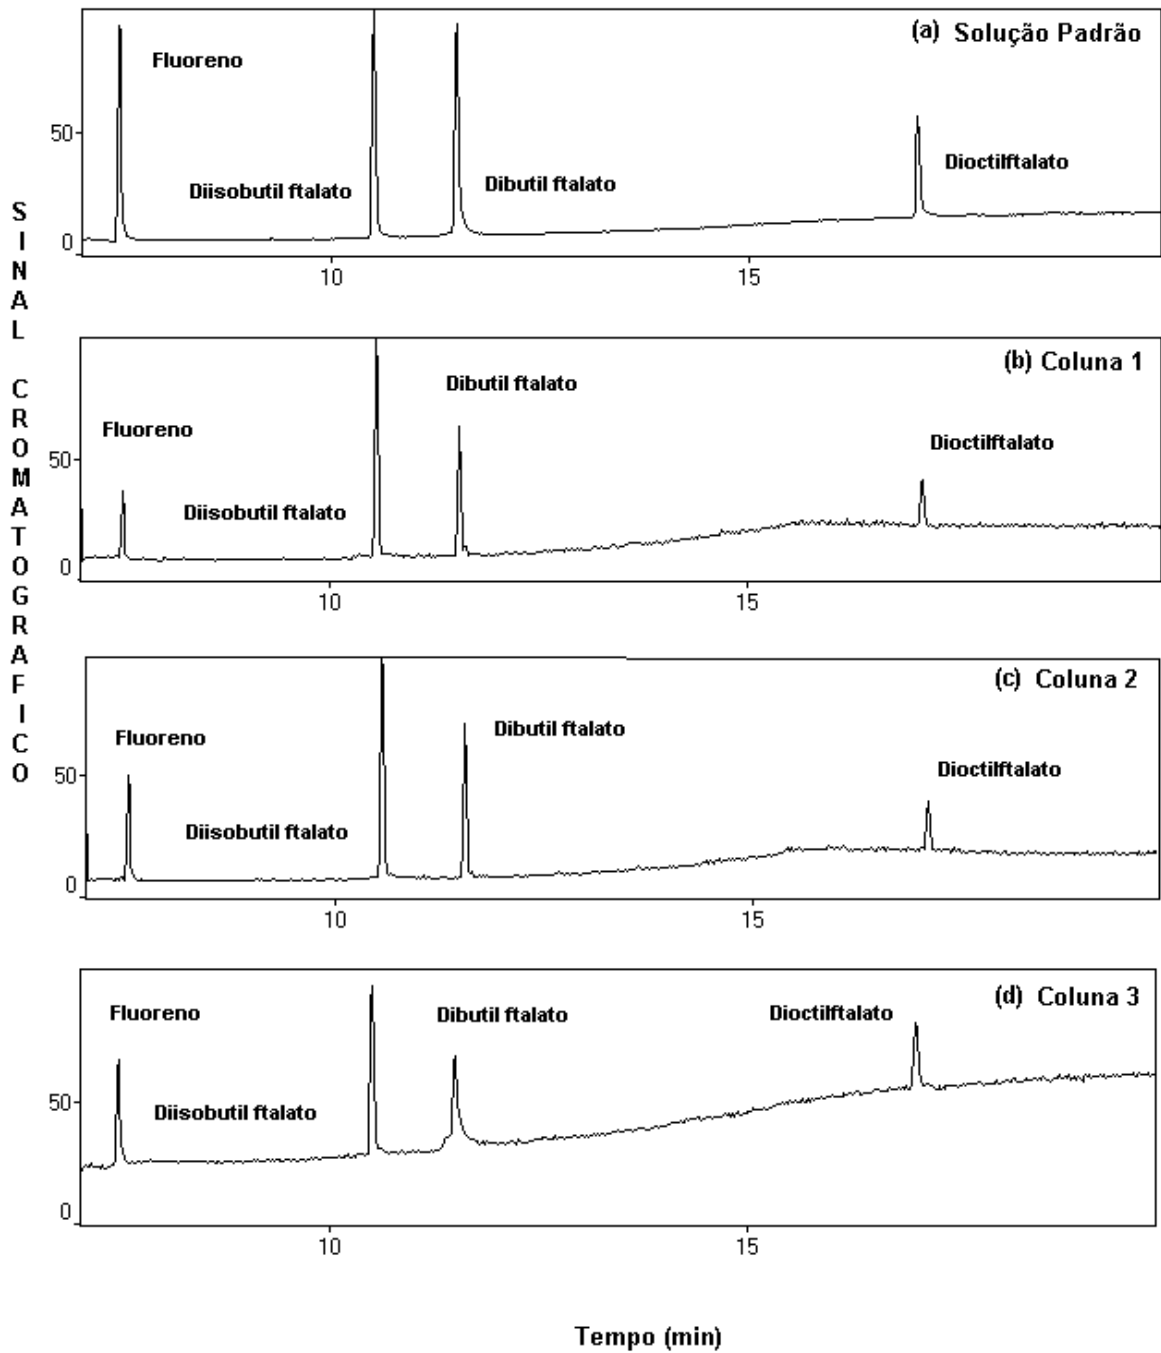 SINAL CROMATOGRAFICO
(a) Solução Padrão
Fluoreno
Diisobutil ftalato
Dibutil ftalato
Dioctilftalato
50
0
10
15
(b) Coluna 1
Fluoreno
Diisobutil ftalato
Dibutil ftalato
Dioctilftalato
50
0
10
15
(c) Coluna 2
Fluoreno
Diisobutil ftalato
Dibutil ftalato
Dioctilftalato
50
0
10
15
(d) Coluna 3
Fluoreno
Diisobutil ftalato
Dibutil ftalato
Dioctilftalato
50
0
10
15
Tempo (min)